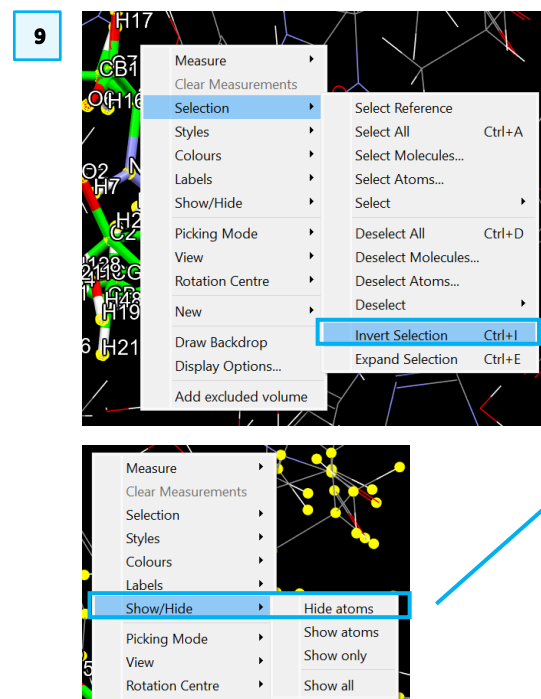 9
H17
CB1
H16
O2
H7
H2
CZ
H19
H21
Measure
Clear Measurements
Selection
Styles
Colours
Labels
Show/Hide
Picking Mode
View
Rotation Centre
New
Draw Backdrop
Display Options...
Add excluded volume
Select Reference
Select All Ctrl+A
Select Molecules...
Select Atoms...
Select
Deselect All Ctrl+D
Deselect Molecules...
Deselect Atoms...
Deselect
Invert Selection Ctrl+I
Expand Selection Ctrl+E
Measure
Clear Measurements
Selection
Styles
Colours
Labels
Show/Hide
Picking Mode
View
Rotation Centre
Hide atoms
Show atoms
Show only
Show all